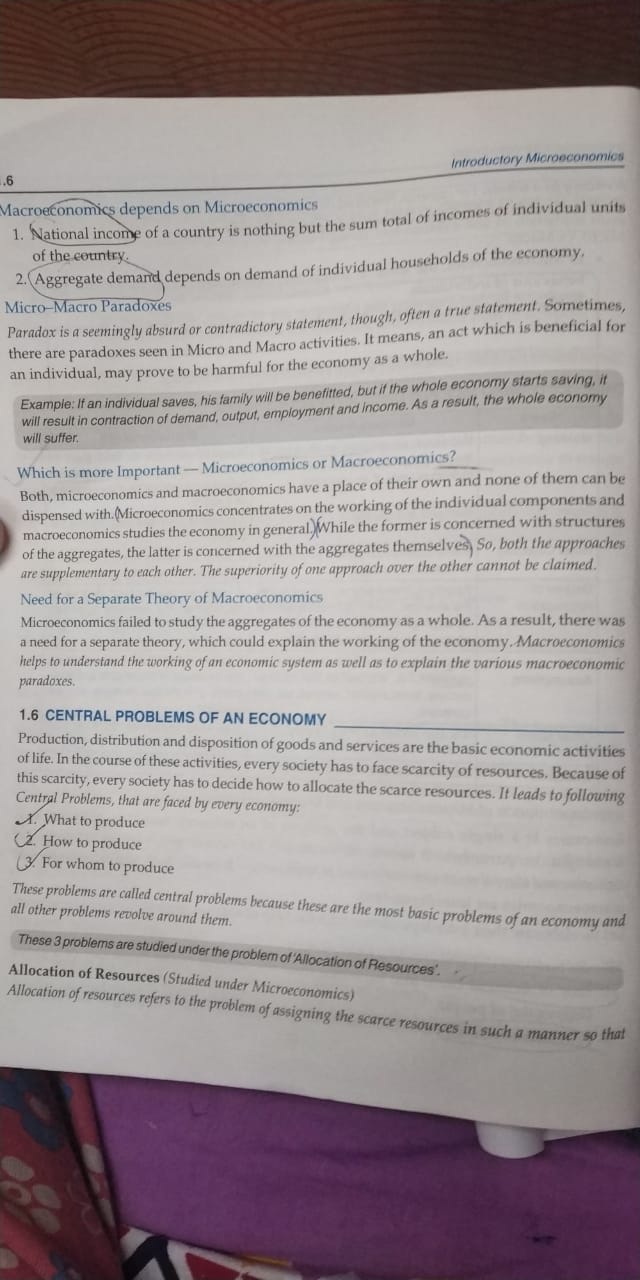 .6
Introductory Microeconomics
Macroeconomics depends on Microeconomics
1. National income of a country is nothing but the sum total of incomes of individual units
of the country.
2. Aggregate demand depends on demand of individual households of the economy.
Micro–Macro Paradoxes
Paradox is a seemingly absurd or contradictory statement, though, often a true statement. Sometimes,
there are paradoxes seen in Micro and Macro activities. It means, an act which is beneficial for
an individual, may prove to be harmful for the economy as a whole.
Example: If an individual saves, his family will be benefitted, but if the whole economy starts saving, it
will result in contraction of demand, output, employment and income. As a result, the whole economy
will suffer.
Which is more Important — Microeconomics or Macroeconomics?
Both, microeconomics and macroeconomics have a place of their own and none of them can be
dispensed with. Microeconomics concentrates on the working of the individual components and
macroeconomics studies the economy in general. While the former is concerned with structures
of the aggregates, the latter is concerned with the aggregates themselves. So, both the approaches
are supplementary to each other. The superiority of one approach over the other cannot be claimed.
Need for a Separate Theory of Macroeconomics
Microeconomics failed to study the aggregates of the economy as a whole. As a result, there was
a need for a separate theory, which could explain the working of the economy. Macroeconomics
helps to understand the working of an economic system as well as to explain the various macroeconomic
paradoxes.
1.6 CENTRAL PROBLEMS OF AN ECONOMY
Production, distribution and disposition of goods and services are the basic economic activities
of life. In the course of these activities, every society has to face scarcity of resources. Because of
this scarcity, every society has to decide how to allocate the scarce resources. It leads to following
Central Problems, that are faced by every economy:
1. What to produce
2. How to produce
3. For whom to produce
These problems are called central problems because these are the most basic problems of an economy and
all other problems revolve around them.
These 3 problems are studied under the problem of 'Allocation of Resources'.
Allocation of Resources (Studied under Microeconomics)
Allocation of resources refers to the problem of assigning the scarce resources in such a manner so that